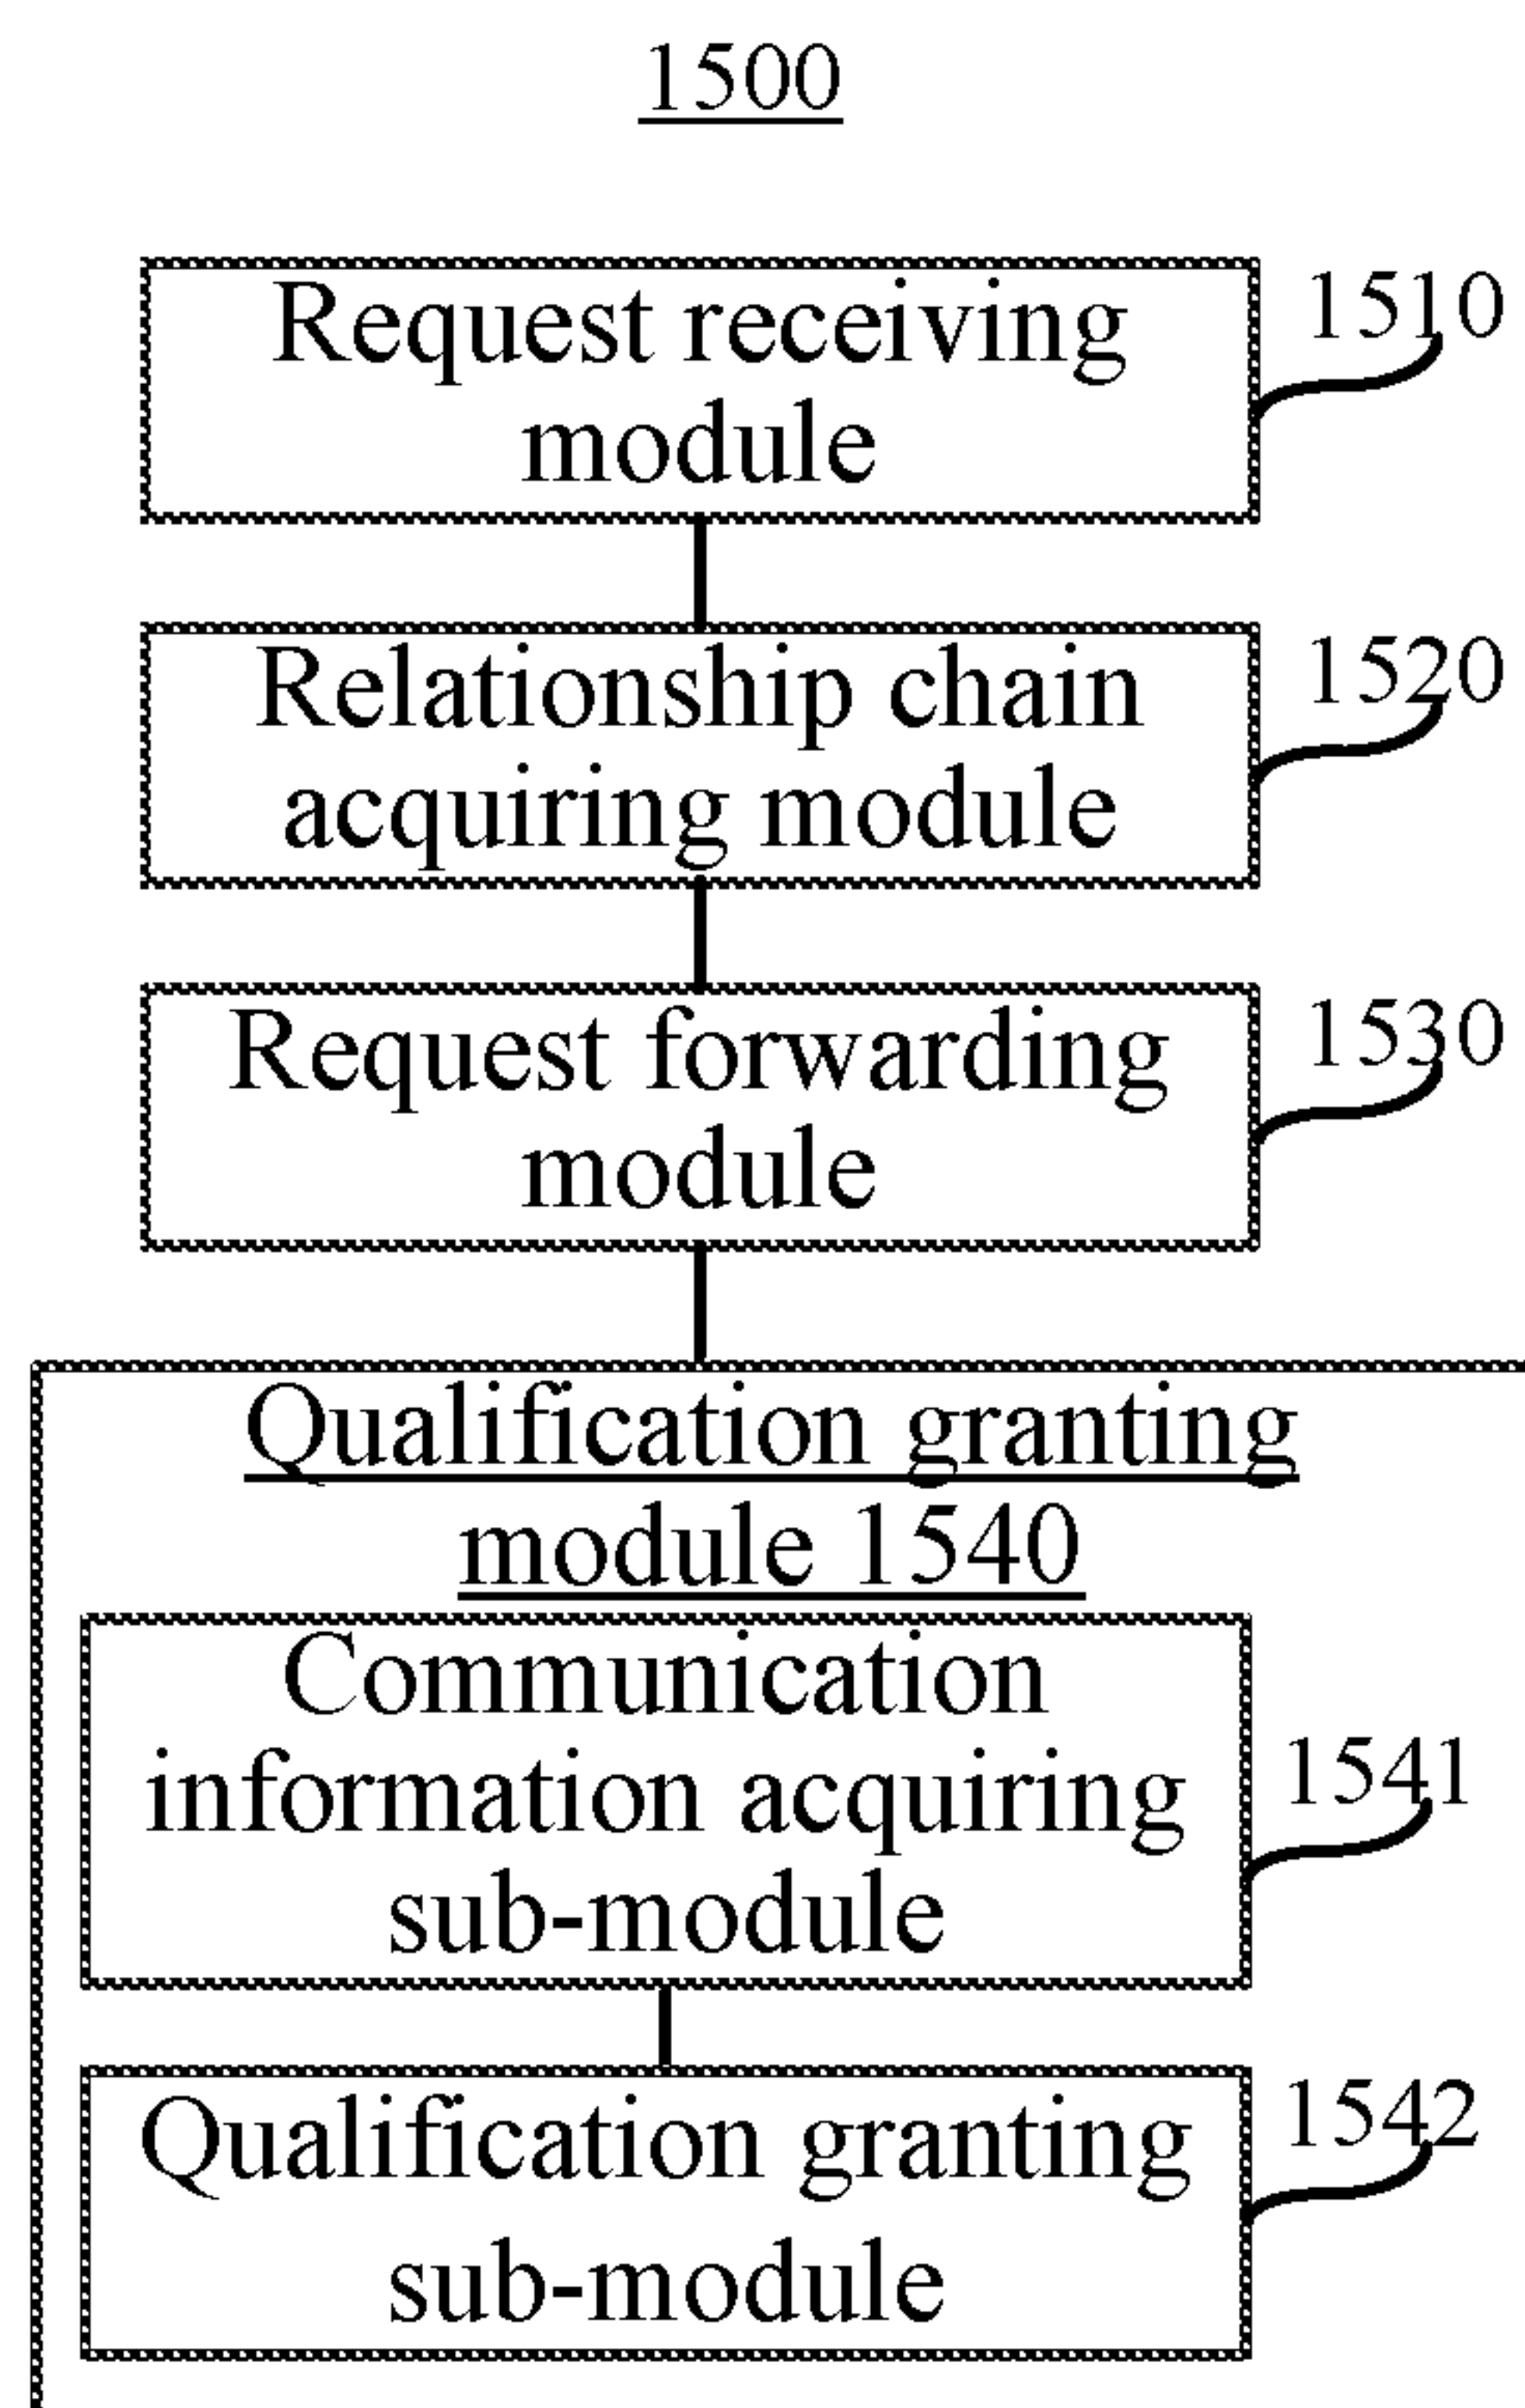 1500
Request receiving
module
1510
Relationship chain
acquiring module
1520
Request forwarding
module
1530
Qualification granting
module 1540
Communication
information acquiring
sub-module
1541
Qualification granting
sub-module
1542